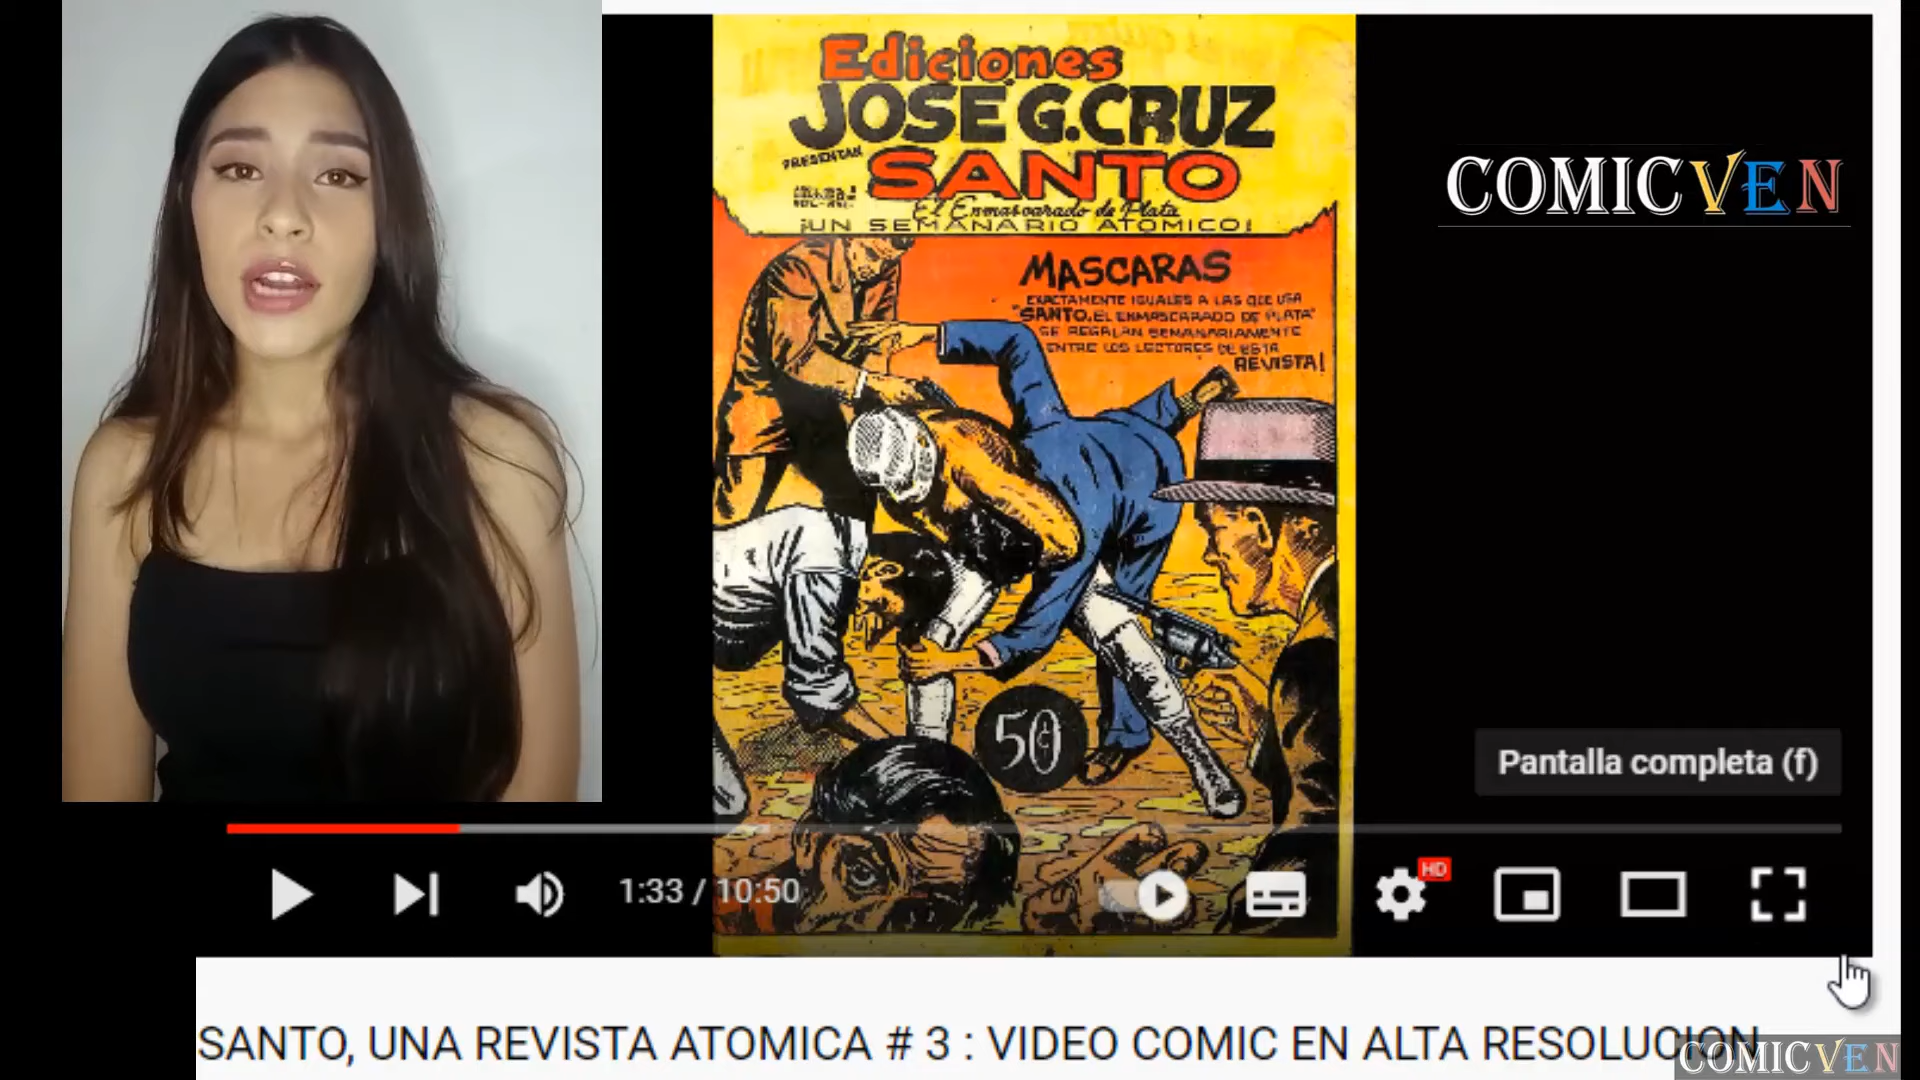 Ediciones
JOSE G. CRUZ
PRESENTAN
SANTO
El Enmascarado de Plata
¡UN SEMANARIO ATOMICO!
MASCARAS
EXACTAMENTE IGUALES A LAS QUE USA
"SANTO, EL ENMASCARADO DE PLATA"
SE REGALAN SEMANARIAMENTE
ENTRE LOS LECTORES DE ESTA
REVISTA!
50¢
COMICVEN
Pantalla completa (f)
1:33 / 10:50
HD
SANTO, UNA REVISTA ATOMICA # 3 : VIDEO COMIC EN ALTA RESOLUCION
COMICVEN